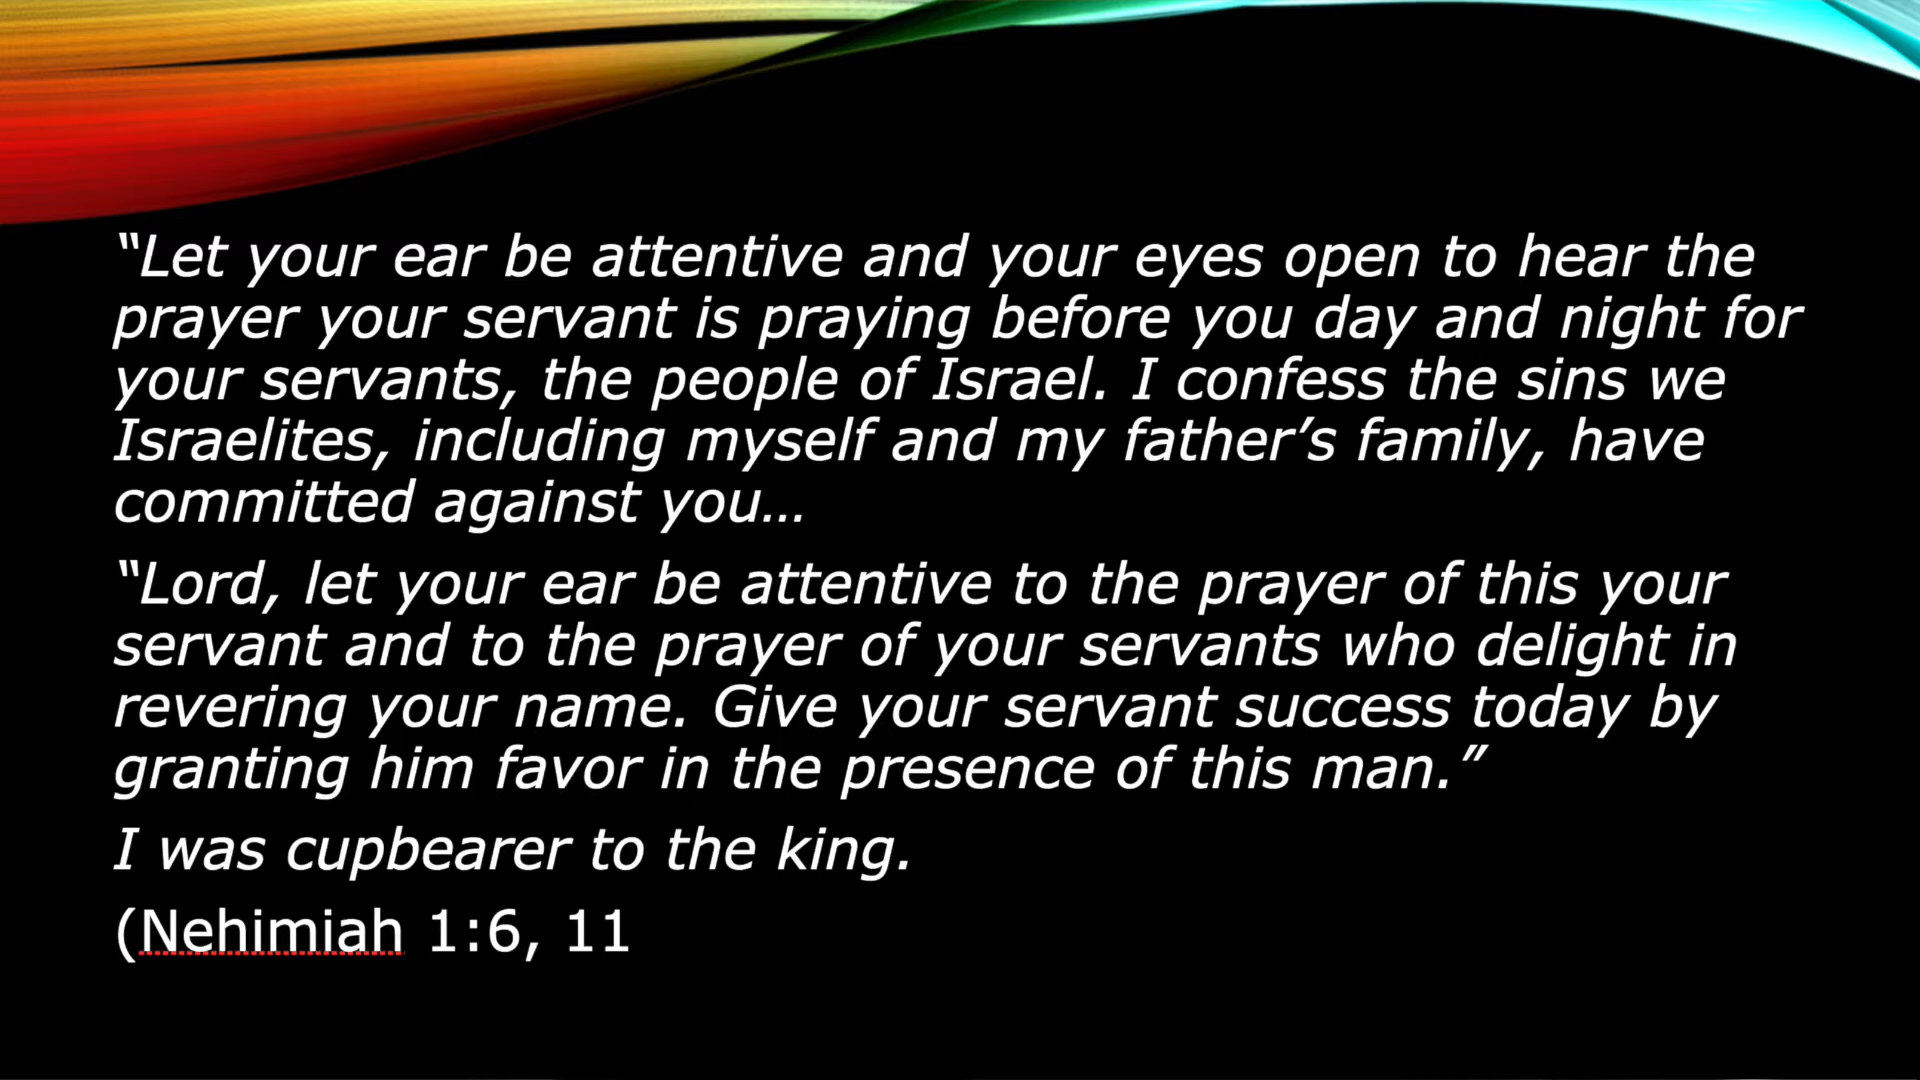 “Let your ear be attentive and your eyes open to hear the
prayer your servant is praying before you day and night for
your servants, the people of Israel. I confess the sins we
Israelites, including myself and my father’s family, have
committed against you…
“Lord, let your ear be attentive to the prayer of this your
servant and to the prayer of your servants who delight in
revering your name. Give your servant success today by
granting him favor in the presence of this man.”
I was cupbearer to the king.
(Nehimiah 1:6, 11